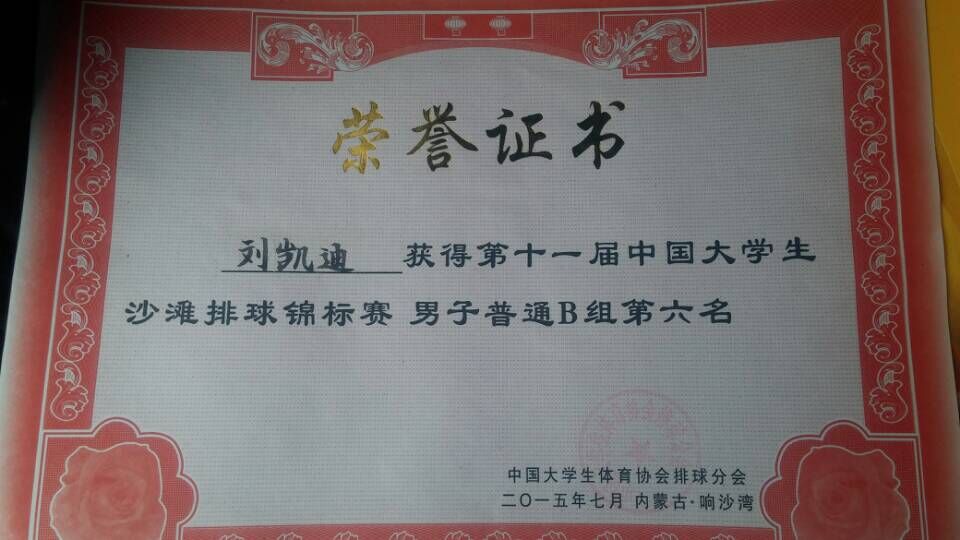 荣誉证书
刘凯迪 获得第十一届中国大学生
沙滩排球锦标赛 男子普通B组第六名
中国大学生体育协会排球分会
二〇一五年七月 内蒙古·响沙湾